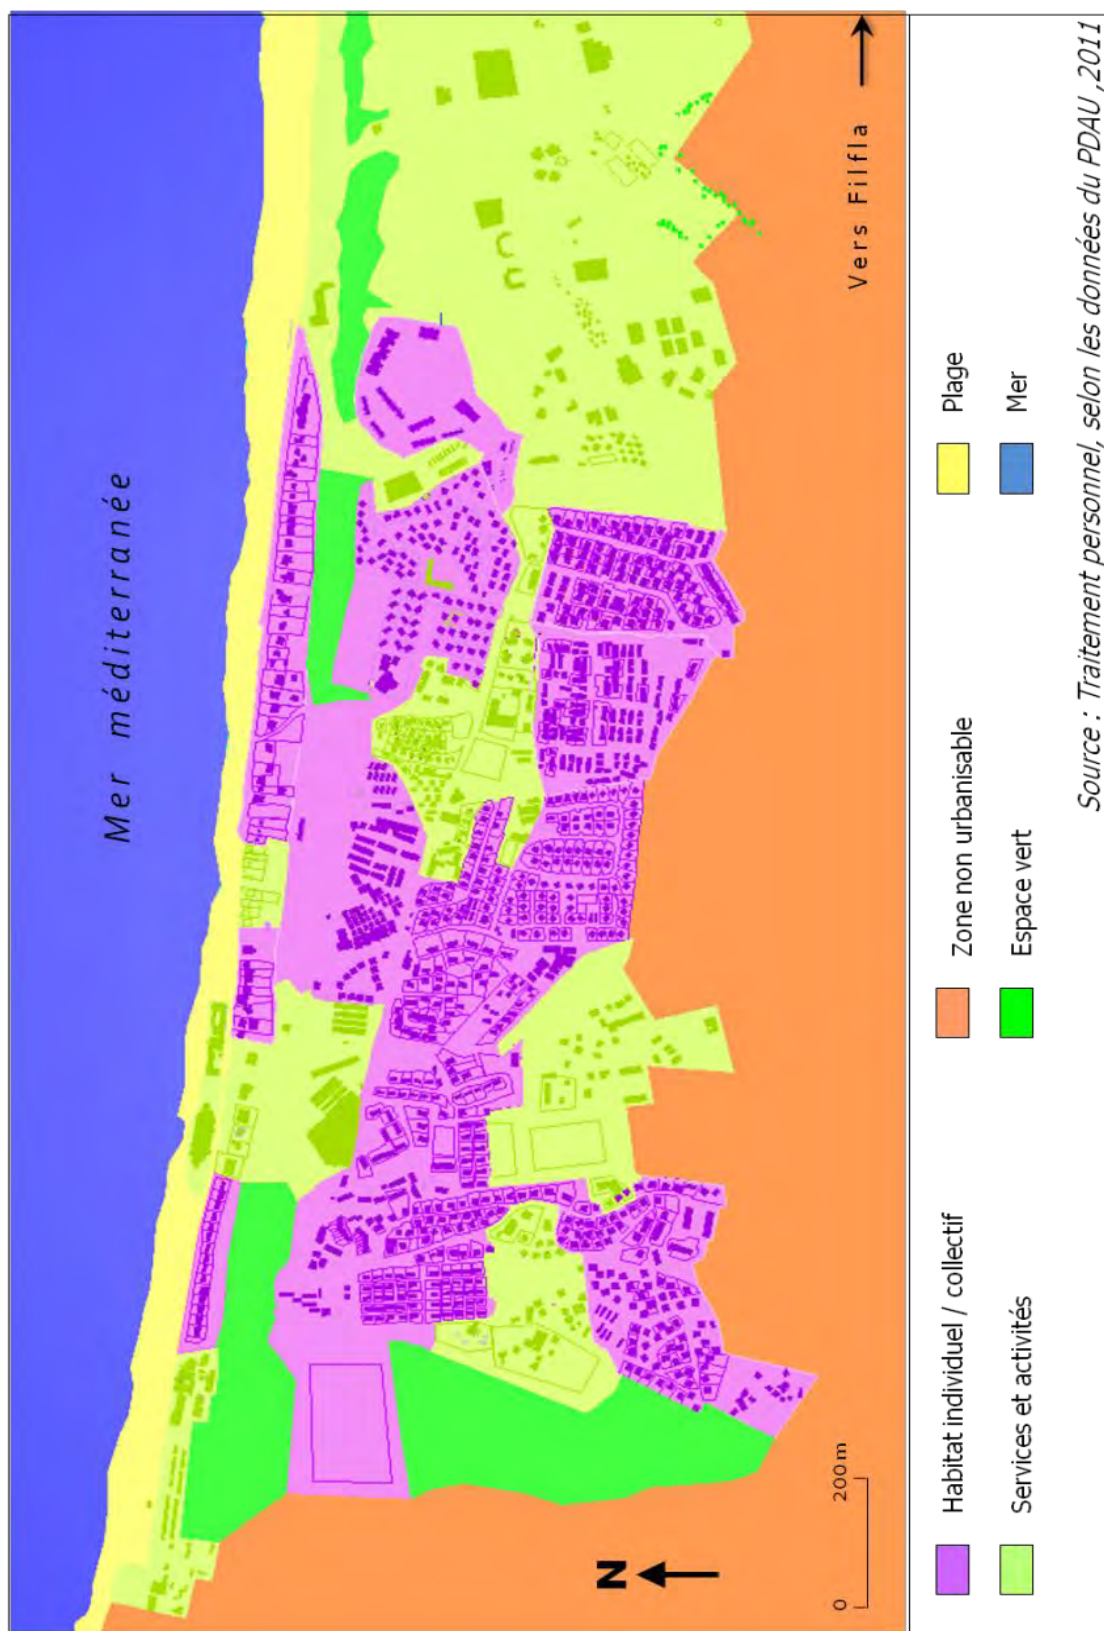 Mer méditerranée
Vers Filfla
N
0 200m
Habitat individuel / collectif
Zone non urbanisable
Plage
Services et activités
Espace vert
Mer
Source : Traitement personnel, selon les données du PDAU ,2011